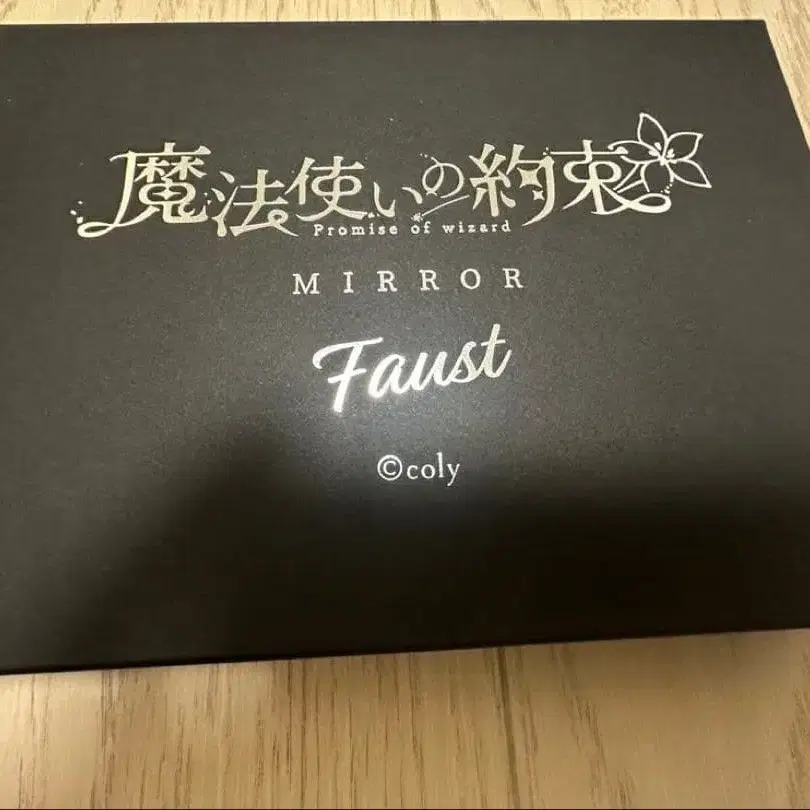 魔法使いの約束
Promise of wizard
MIRROR
Faust
©coly